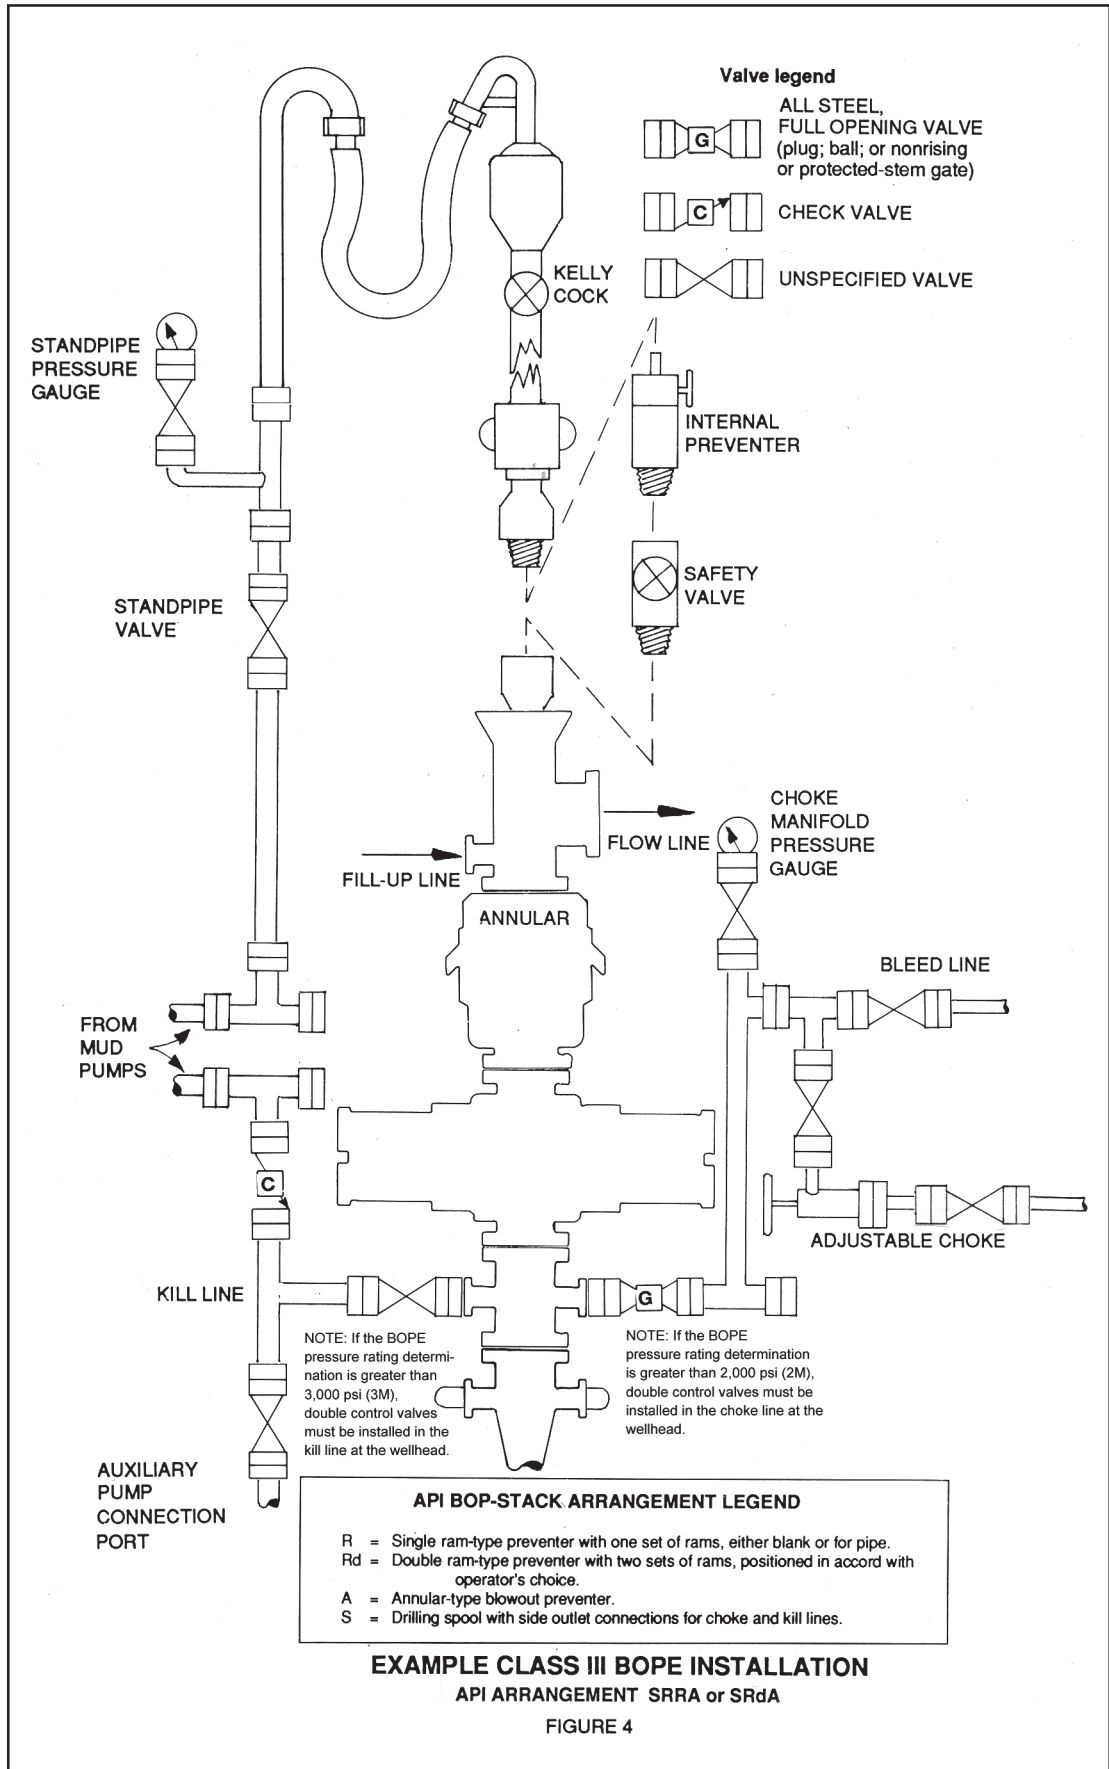 Valve legend
G
ALL STEEL,
FULL OPENING VALVE
(plug; ball; or nonrising
or protected-stem gate)
C
CHECK VALVE
UNSPECIFIED VALVE
KELLY
COCK
STANDPIPE
PRESSURE
GAUGE
INTERNAL
PREVENTER
SAFETY
VALVE
STANDPIPE
VALVE
CHOKE
MANIFOLD
PRESSURE
GAUGE
FLOW LINE
FILL-UP LINE
ANNULAR
BLEED LINE
FROM
MUD
PUMPS
C
ADJUSTABLE CHOKE
KILL LINE
G
NOTE: If the BOPE
pressure rating determi-
nation is greater than
3,000 psi (3M),
double control valves
must be installed in the
kill line at the wellhead.
NOTE: If the BOPE
pressure rating determination
is greater than 2,000 psi (2M),
double control valves must be
installed in the choke line at the
wellhead.
AUXILIARY
PUMP
CONNECTION
PORT
API BOP-STACK ARRANGEMENT LEGEND
R = Single ram-type preventer with one set of rams, either blank or for pipe.
Rd = Double ram-type preventer with two sets of rams, positioned in accord with
operator's choice.
A = Annular-type blowout preventer.
S = Drilling spool with side outlet connections for choke and kill lines.
EXAMPLE CLASS III BOPE INSTALLATION
API ARRANGEMENT SRRA or SRdA
FIGURE 4